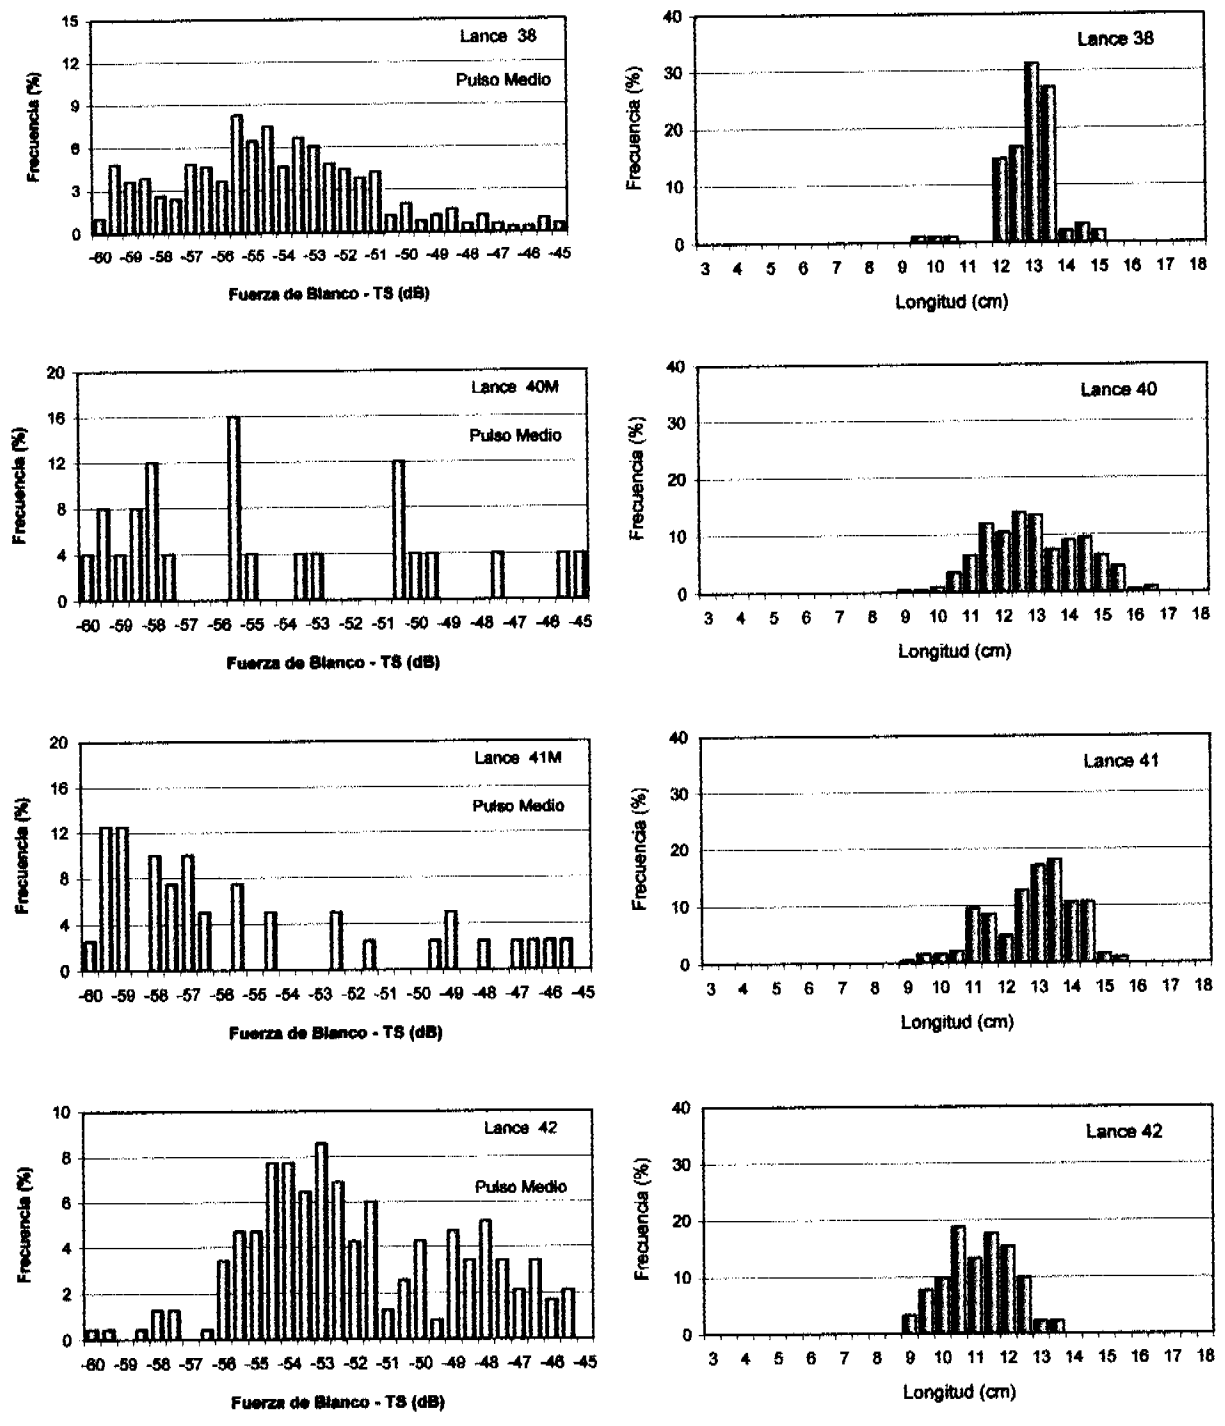 Lance 38
Pulso Medio
Frecuencia (%)
15
12
9
6
3
0
-60 -59 -58 -57 -56 -55 -54 -53 -52 -51 -50 -49 -48 -47 -46 -45
Fuerza de Blanco - TS (dB)
Lance 38
Frecuencia (%)
40
30
20
10
0
3 4 5 6 7 8 9 10 11 12 13 14 15 16 17 18
Longitud (cm)
Lance 40M
Pulso Medio
Frecuencia (%)
20
16
12
8
4
0
-60 -59 -58 -57 -56 -55 -54 -53 -52 -51 -50 -49 -48 -47 -46 -45
Fuerza de Blanco - TS (dB)
Lance 40
Frecuencia (%)
40
30
20
10
0
3 4 5 6 7 8 9 10 11 12 13 14 15 16 17 18
Longitud (cm)
Lance 41M
Pulso Medio
Frecuencia (%)
20
16
12
8
4
0
-60 -59 -58 -57 -56 -55 -54 -53 -52 -51 -50 -49 -48 -47 -46 -45
Fuerza de Blanco - TS (dB)
Lance 41
Frecuencia (%)
40
30
20
10
0
3 4 5 6 7 8 9 10 11 12 13 14 15 16 17 18
Longitud (cm)
Lance 42
Pulso Medio
Frecuencia (%)
10
8
6
4
2
0
-60 -59 -58 -57 -56 -55 -54 -53 -52 -51 -50 -49 -48 -47 -46 -45
Fuerza de Blanco - TS (dB)
Lance 42
Frecuencia (%)
40
30
20
10
0
3 4 5 6 7 8 9 10 11 12 13 14 15 16 17 18
Longitud (cm)